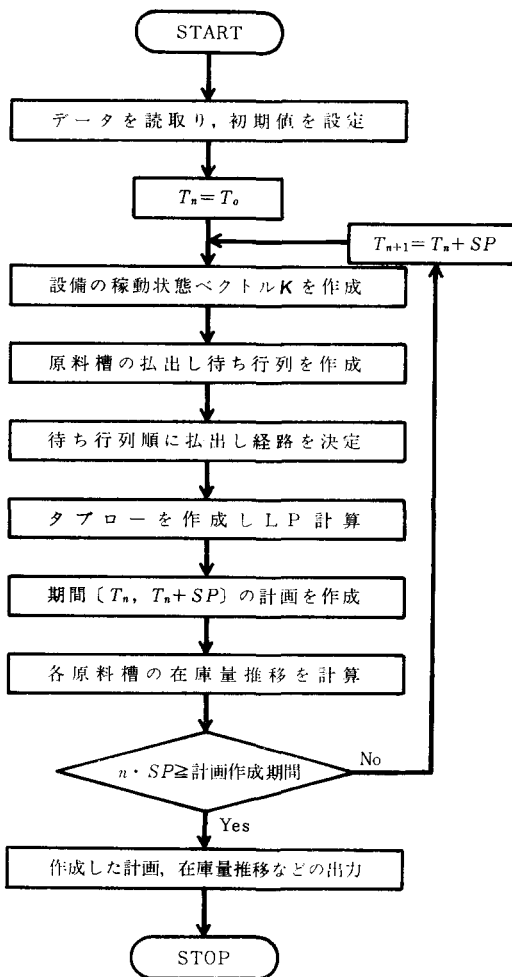 START
データを読取り,初期値を設定
Tn=To
Tn+1=Tn+SP
設備の稼動状態ベクトルKを作成
原料槽の払出し待ち行列を作成
待ち行列順に払出し経路を決定
タブローを作成しLP計算
期間〔Tn, Tn+SP〕の計画を作成
各原料槽の在庫量推移を計算
n・SP≧計画作成期間
No
Yes
作成した計画,在庫量推移などの出力
STOP